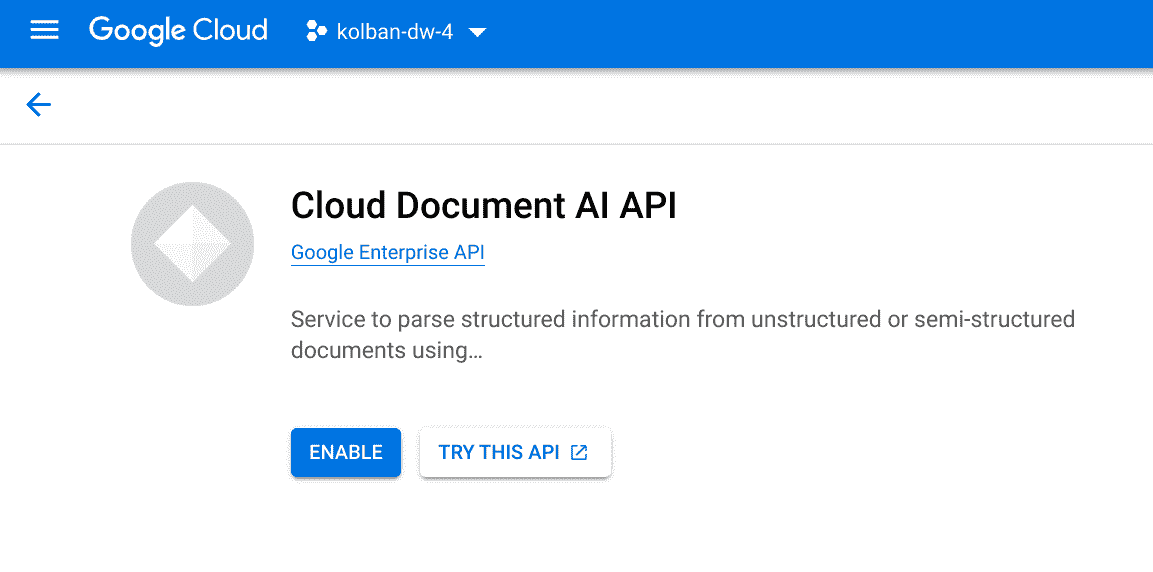 Google Cloud kolban-dw-4
Cloud Document AI API
Google Enterprise API
Service to parse structured information from unstructured or semi-structured
documents using…
ENABLE TRY THIS API